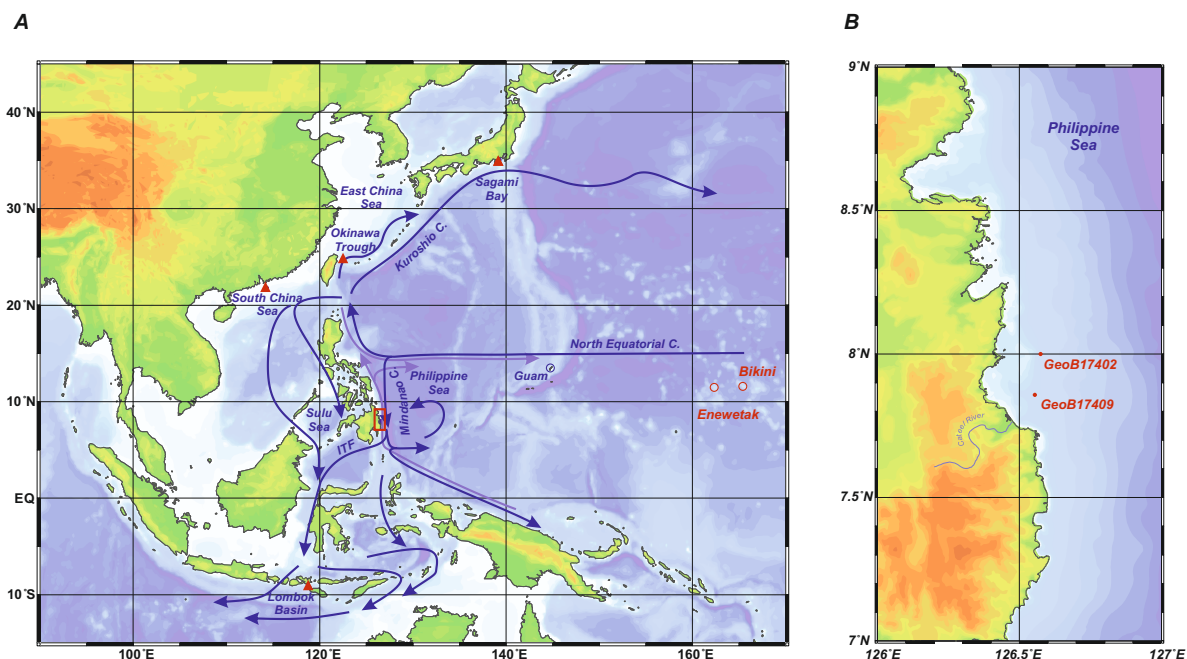 A
B
40°N
30°N
20°N
10°N
EQ
10°S
100°E
120°E
140°E
160°E
East China
Sea
Sagami
Bay
Okinawa
Trough
Kuroshio C.
South China
Sea
North Equatorial C.
Guam
Philippine
Sea
Mindanao C.
Bikini
Enewetak
Sulu
Sea
ITF
Lombok
Basin
9°N
8.5°N
8°N
7.5°N
7°N
126°E
126.5°E
127°E
Philippine
Sea
GeoB17402
GeoB17409
River